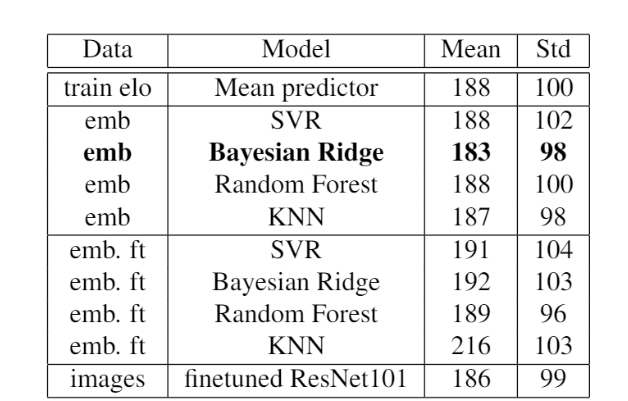 Data Model Mean Std
train elo Mean predictor 188 100
emb SVR 188 102
emb Bayesian Ridge 183 98
emb Random Forest 188 100
emb KNN 187 98
emb. ft SVR 191 104
emb. ft Bayesian Ridge 192 103
emb. ft Random Forest 189 96
emb. ft KNN 216 103
images finetuned ResNet101 186 99